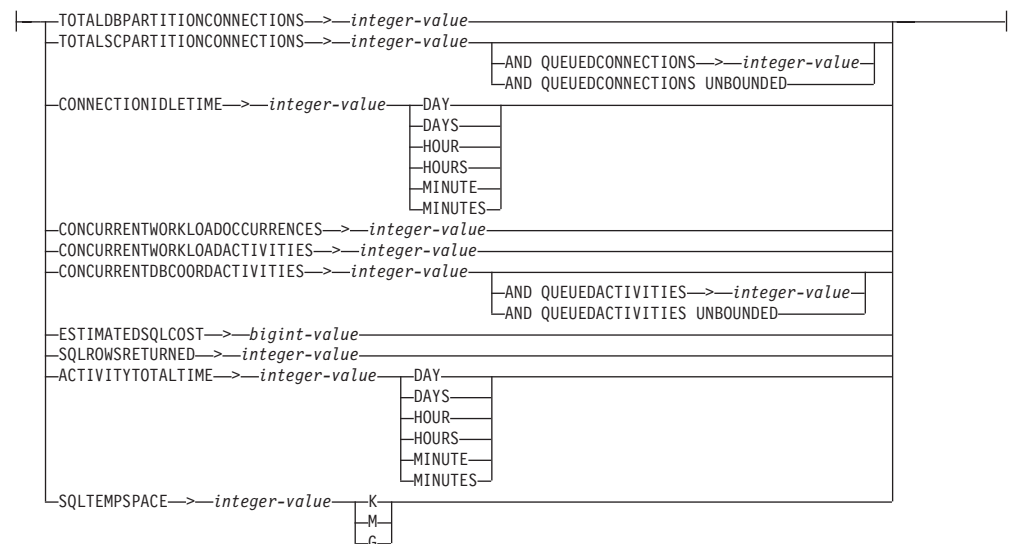 TOTALDBPARTITIONCONNECTIONS > integer-value
TOTALSCPARTITIONCONNECTIONS > integer-value
AND QUEUEDCONNECTIONS > integer-value
AND QUEUEDCONNECTIONS UNBOUNDED
CONNECTIONIDLETIME > integer-value DAY
DAYS
HOUR
HOURS
MINUTE
MINUTES
CONCURRENTWORKLOADOCCURRENCES > integer-value
CONCURRENTWORKLOADACTIVITIES > integer-value
CONCURRENTDBCOORDACTIVITIES > integer-value
AND QUEUEDACTIVITIES > integer-value
AND QUEUEDACTIVITIES UNBOUNDED
ESTIMATEDSQLCOST > bigint-value
SQLROWSRETURNED > integer-value
ACTIVITYTOTALTIME > integer-value DAY
DAYS
HOUR
HOURS
MINUTE
MINUTES
SQLTEMPSPACE > integer-value K
M
G